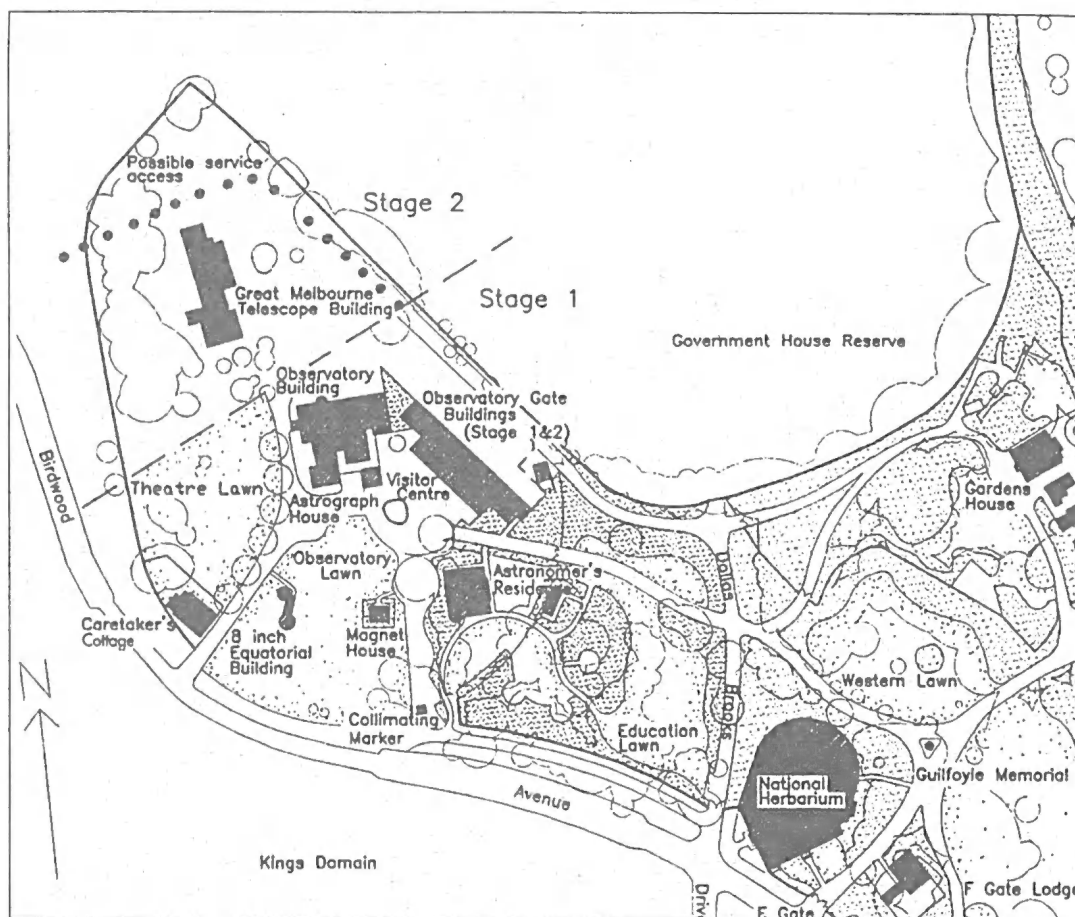 Possible service
access
Stage 2
Great Melbourne
Telescope Building
Stage 1
Government House Reserve
Observatory
Building
Observatory Gate
Buildings
(Stage 1&2)
Birdwood
Theatre Lawn
Astrograph
House
Visitor
Centre
Gardens
House
Observatory
Lawn
Astranomer's
Residence
Dallas
Caretaker's
Cottage
8 inch
Equatorial
Building
Magnet
House
Western Lawn
N
Collimating
Marker
Education
Lawn
Brooks
National
Herbarium
Guilfoyle Memorial
Avenue
Kings Domain
Driv
F Gate
F Gate Lodge